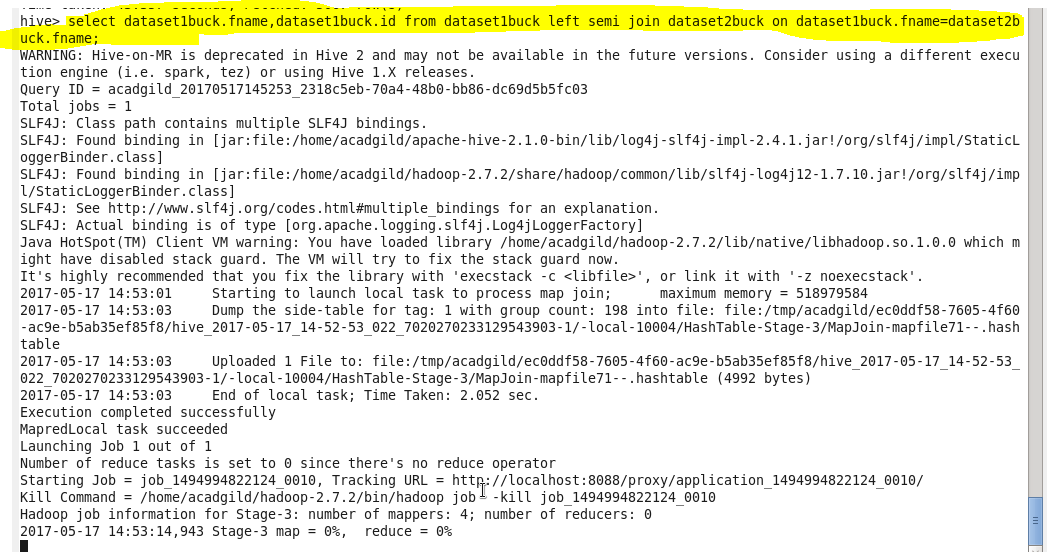 hive> select dataset1buck.fname,dataset1buck.id from dataset1buck left semi join dataset2buck on dataset1buck.fname=dataset2b
uck.fname;
WARNING: Hive-on-MR is deprecated in Hive 2 and may not be available in the future versions. Consider using a different execu
tion engine (i.e. spark, tez) or using Hive 1.X releases.
Query ID = acadgild_20170517145253_2318c5eb-70a4-48b0-bb86-dc69d5b5fc03
Total jobs = 1
SLF4J: Class path contains multiple SLF4J bindings.
SLF4J: Found binding in [jar:file:/home/acadgild/apache-hive-2.1.0-bin/lib/log4j-slf4j-impl-2.4.1.jar!/org/slf4j/impl/StaticL
oggerBinder.class]
SLF4J: Found binding in [jar:file:/home/acadgild/hadoop-2.7.2/share/hadoop/common/lib/slf4j-log4j12-1.7.10.jar!/org/slf4j/imp
l/StaticLoggerBinder.class]
SLF4J: See http://www.slf4j.org/codes.html#multiple_bindings for an explanation.
SLF4J: Actual binding is of type [org.apache.logging.slf4j.Log4jLoggerFactory]
Java HotSpot(TM) Client VM warning: You have loaded library /home/acadgild/hadoop-2.7.2/lib/native/libhadoop.so.1.0.0 which m
ight have disabled stack guard. The VM will try to fix the stack guard now.
It's highly recommended that you fix the library with 'execstack -c <libfile>', or link it with '-z noexecstack'.
2017-05-17 14:53:01     Starting to launch local task to process map join;      maximum memory = 518979584
2017-05-17 14:53:03     Dump the side-table for tag: 1 with group count: 198 into file: file:/tmp/acadgild/ec0ddf58-7605-4f60
-ac9e-b5ab35ef85f8/hive_2017-05-17_14-52-53_022_7020270233129543903-1/-local-10004/HashTable-Stage-3/MapJoin-mapfile71--.hash
table
2017-05-17 14:53:03     Uploaded 1 File to: file:/tmp/acadgild/ec0ddf58-7605-4f60-ac9e-b5ab35ef85f8/hive_2017-05-17_14-52-53_
022_7020270233129543903-1/-local-10004/HashTable-Stage-3/MapJoin-mapfile71--.hashtable (4992 bytes)
2017-05-17 14:53:03     End of local task; Time Taken: 2.052 sec.
Execution completed successfully
MapredLocal task succeeded
Launching Job 1 out of 1
Number of reduce tasks is set to 0 since there's no reduce operator
Starting Job = job_1494994822124_0010, Tracking URL = http://localhost:8088/proxy/application_1494994822124_0010/
Kill Command = /home/acadgild/hadoop-2.7.2/bin/hadoop job  -kill job_1494994822124_0010
Hadoop job information for Stage-3: number of mappers: 4; number of reducers: 0
2017-05-17 14:53:14,943 Stage-3 map = 0%,  reduce = 0%